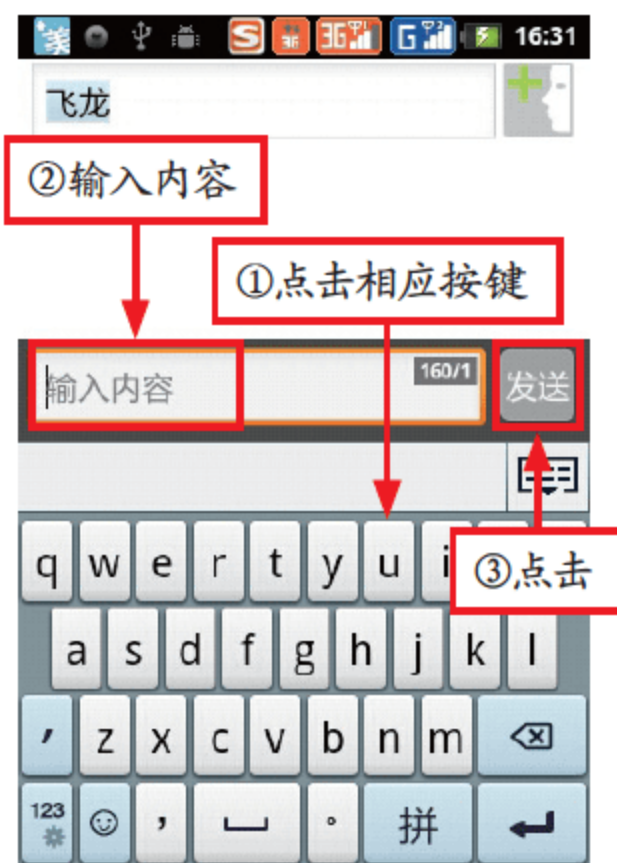 16:31
飞龙
②输入内容
①点击相应按键
输入内容
160/1
发送
③点击
q w e r t y u i
a s d f g h j k l
' z x c v b n m
123 , 。 拼